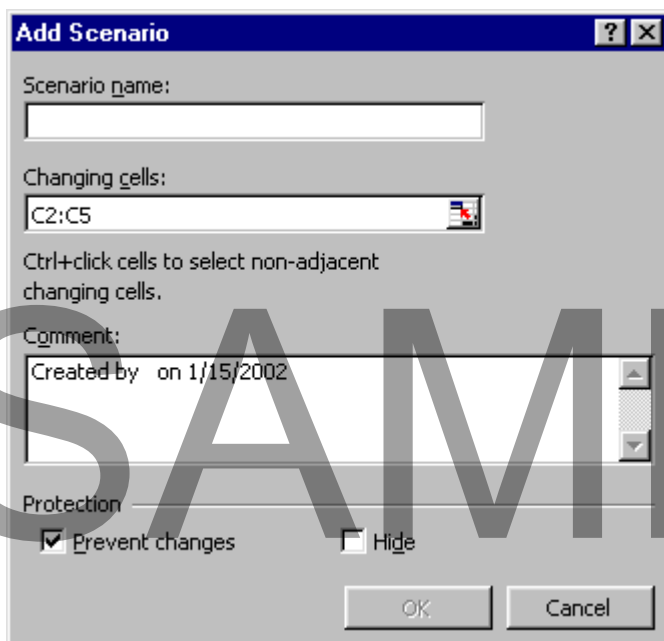 Add Scenario
Scenario name:
Changing cells:
C2:C5
Ctrl+click cells to select non-adjacent
changing cells.
Comment:
Created by on 1/15/2002
SAM
Protection
Prevent changes Hide
OK Cancel